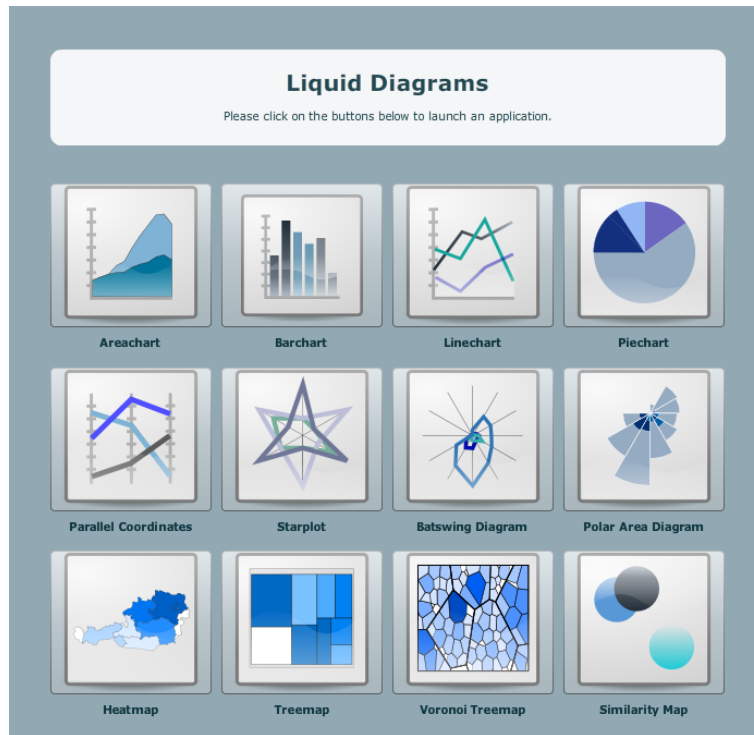 Liquid Diagrams
Please click on the buttons below to launch an application.
Areachart
Barchart
Linechart
Piechart
Parallel Coordinates
Starplot
Batswing Diagram
Polar Area Diagram
Heatmap
Treemap
Voronoi Treemap
Similarity Map